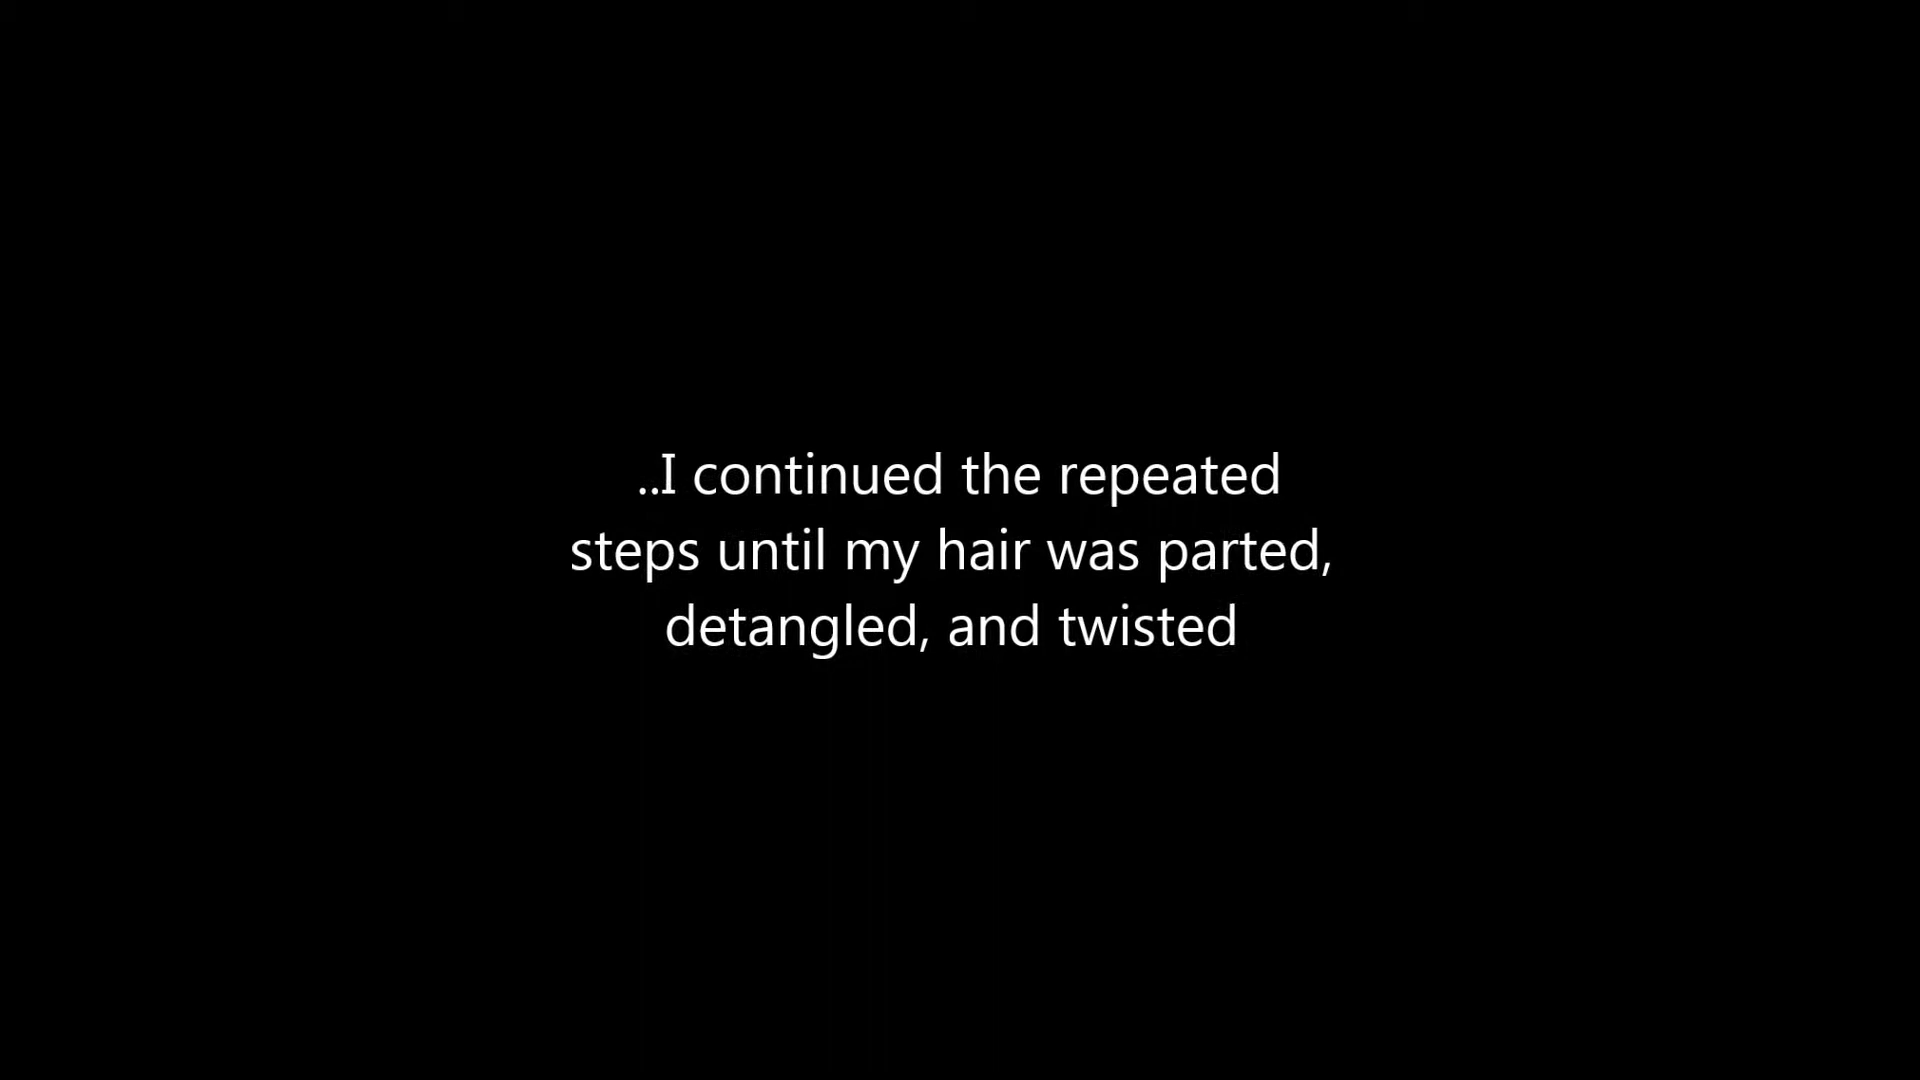 ..I continued the repeated
steps until my hair was parted,
detangled, and twisted